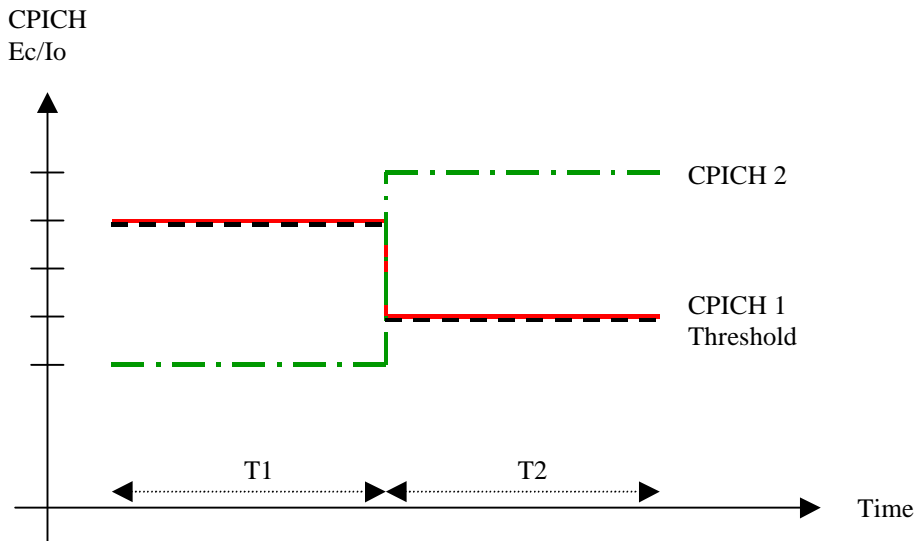 CPICH
Ec/Io
CPICH 2
CPICH 1
Threshold
T1
T2
Time